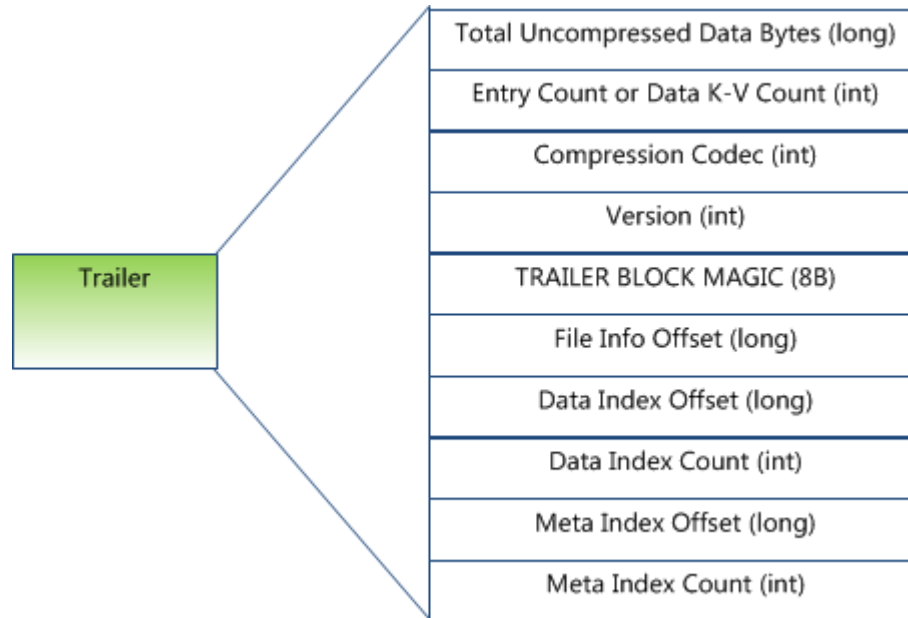 Total Uncompressed Data Bytes (long)
Entry Count or Data K-V Count (int)
Compression Codec (int)
Version (int)
Trailer
TRAILER BLOCK MAGIC (8B)
File Info Offset (long)
Data Index Offset (long)
Data Index Count (int)
Meta Index Offset (long)
Meta Index Count (int)